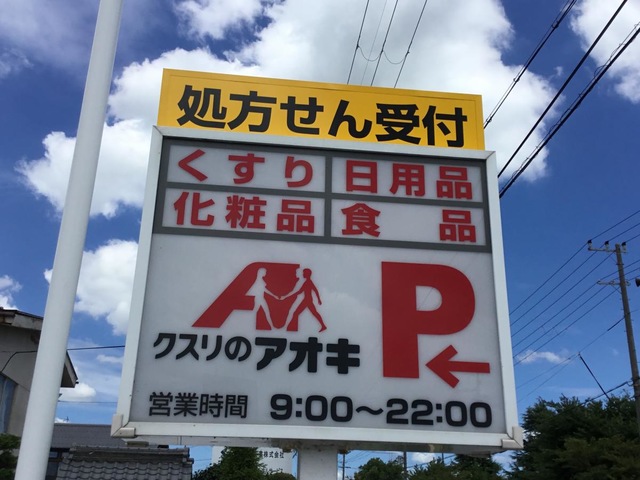 処方せん受付
くすり 日用品
化粧品 食品
P
クスリのアオキ
営業時間 9:00～22:00